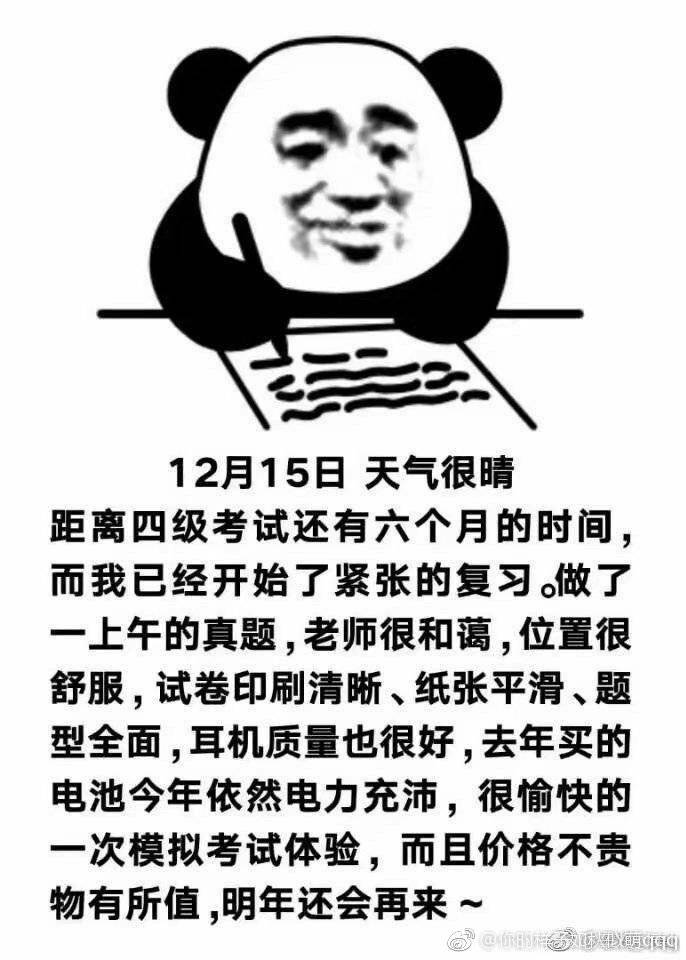 12月15日 天气很晴
距离四级考试还有六个月的时间，
而我已经开始了紧张的复习。做了
一上午的真题，老师很和蔼，位置很
舒服，试卷印刷清晰、纸张平滑、题
型全面，耳机质量也很好，去年买的
电池今年依然电力充沛，很愉快的
一次模拟考试体验，而且价格不贵
物有所值，明年还会再来～